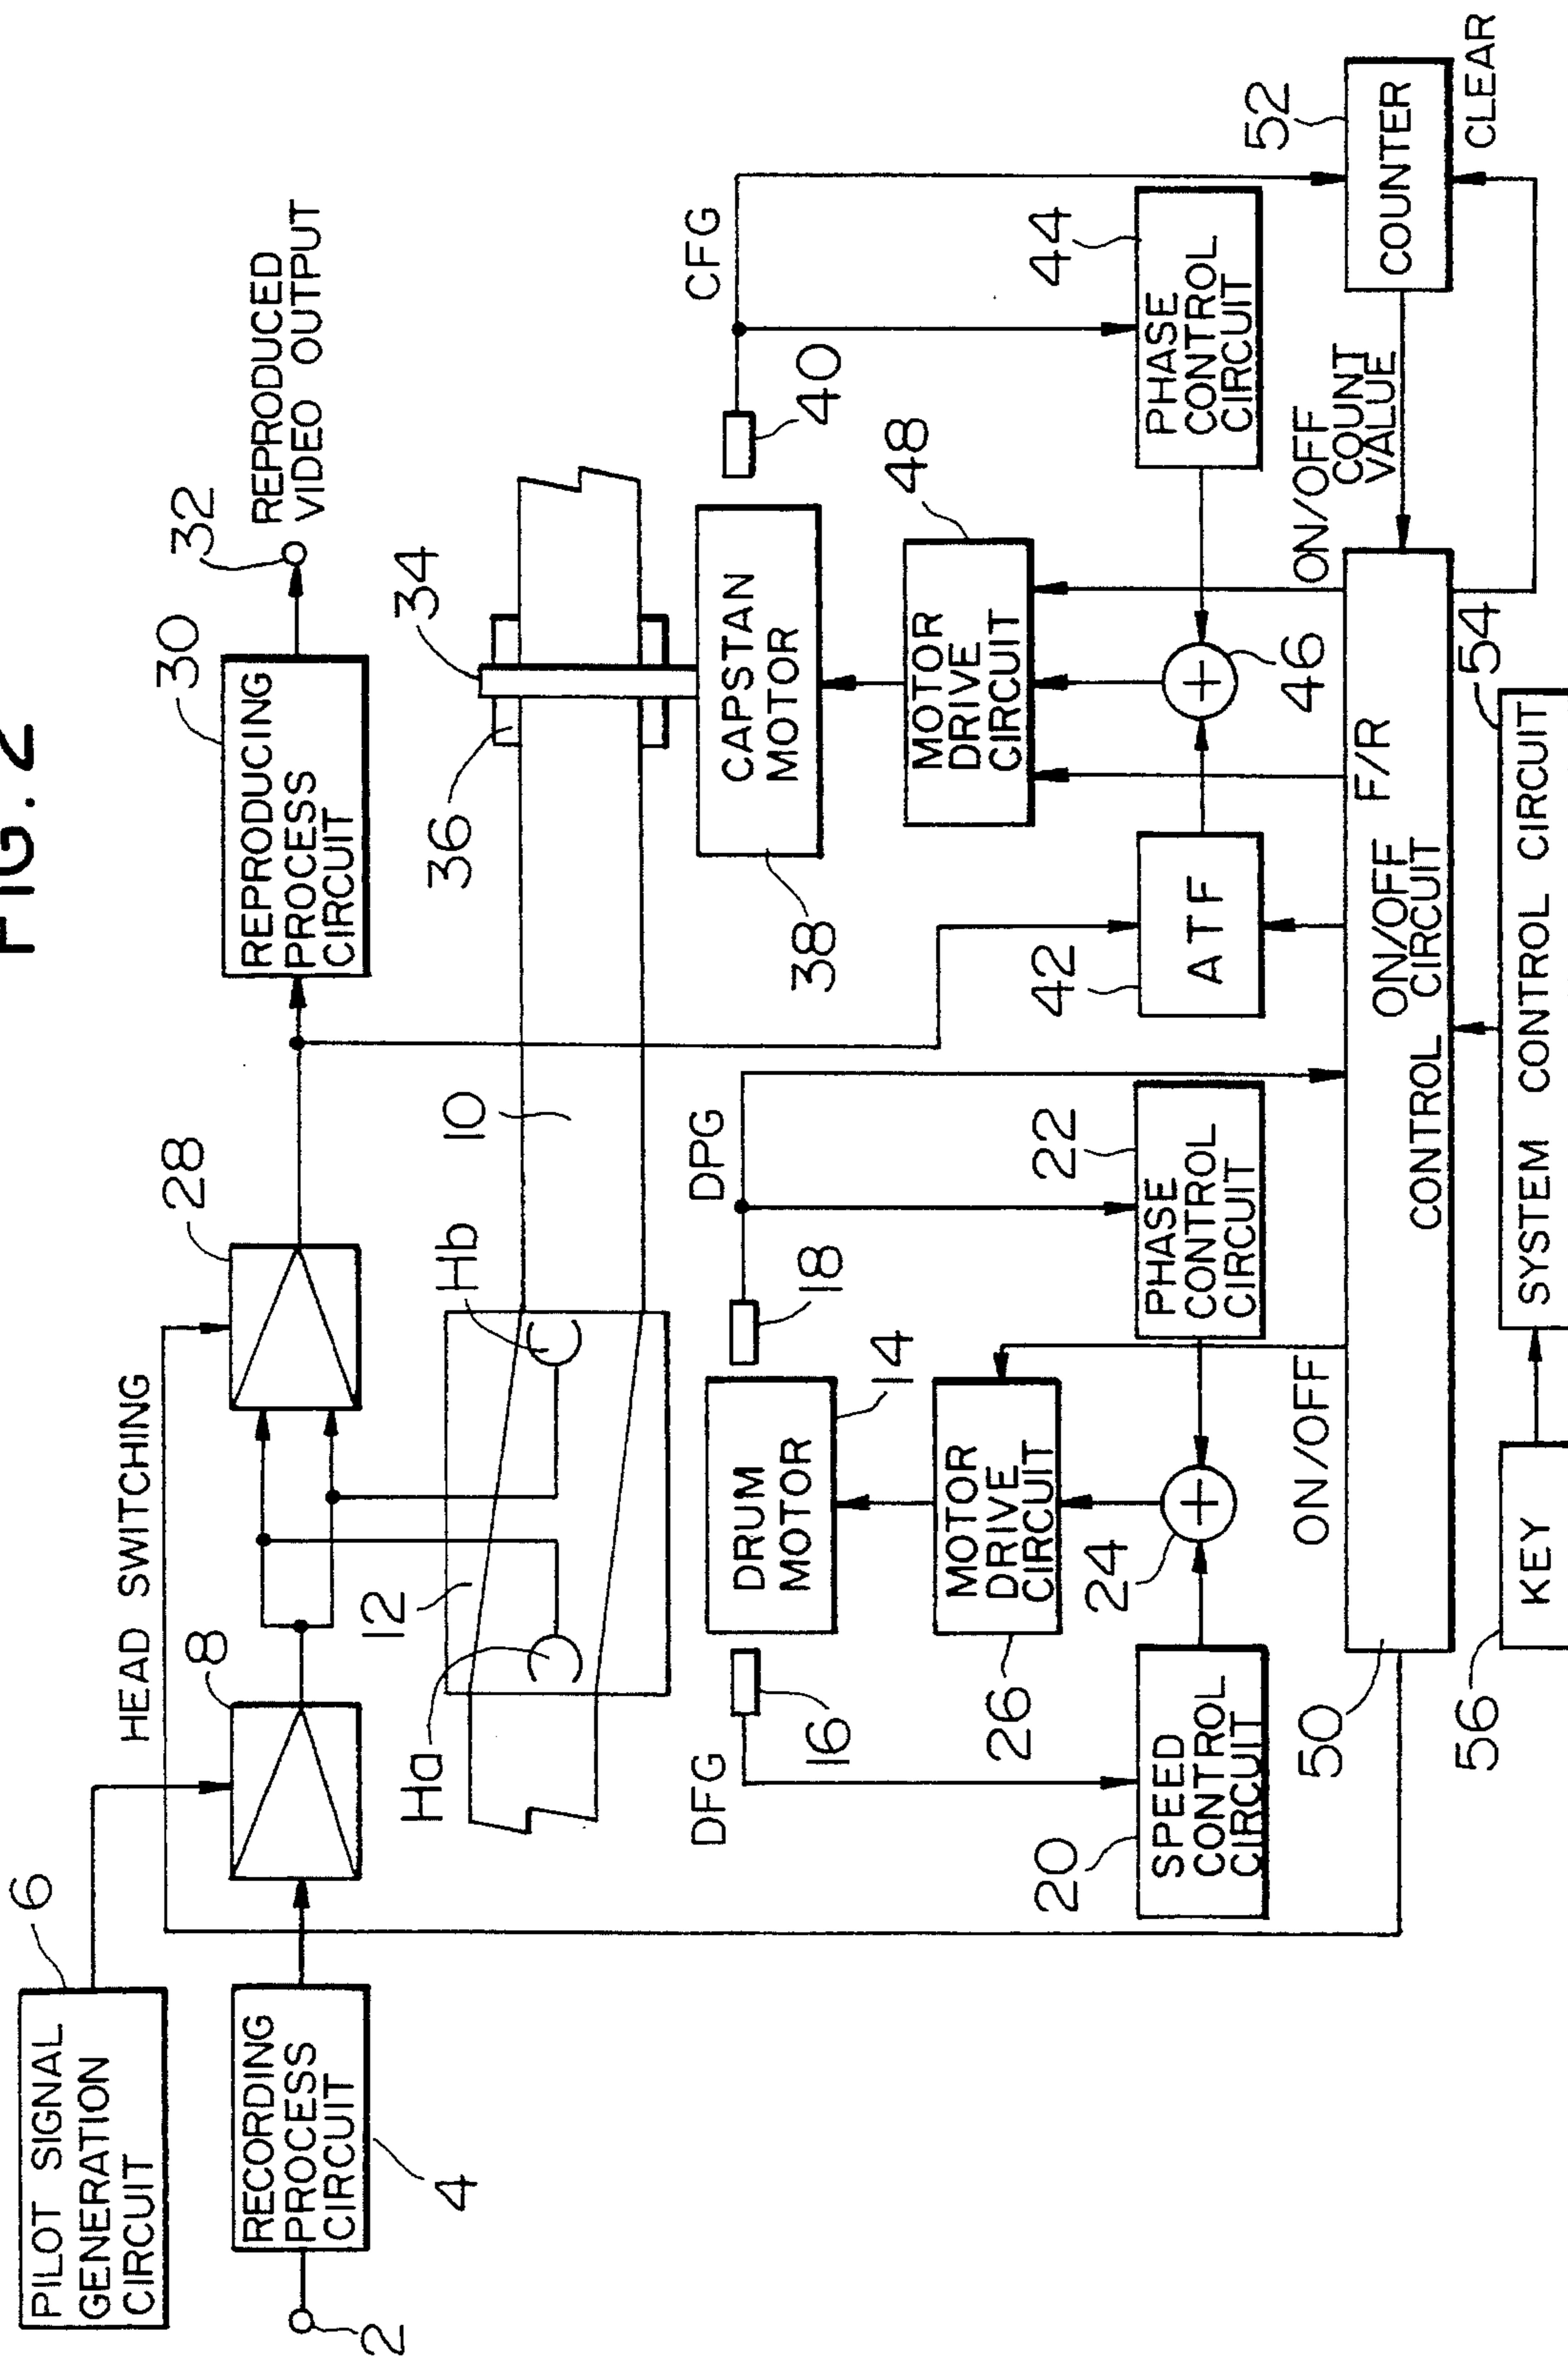 FIG. 2
PILOT SIGNAL
GENERATION
CIRCUIT
6
HEAD SWITCHING
2
RECORDING
PROCESS
CIRCUIT
4
8
28
REPRODUCING
PROCESS
CIRCUIT
30
32
REPRODUCED
VIDEO OUTPUT
Ha
12
Hb
10
36
34
DFG
16
DRUM
MOTOR
14
18
DPG
38
CAPSTAN
MOTOR
40
CFG
26
MOTOR
DRIVE
CIRCUIT
MOTOR
DRIVE
CIRCUIT
48
20
SPEED
CONTROL
CIRCUIT
24
PHASE
CONTROL
CIRCUIT
22
42
ATF
46
PHASE
CONTROL
CIRCUIT
44
52
ON/OFF
ON/OFF
F/R
ON/OFF
COUNT
VALUE
50
CONTROL CIRCUIT
COUNTER
CLEAR
56
KEY
SYSTEM CONTROL CIRCUIT
54